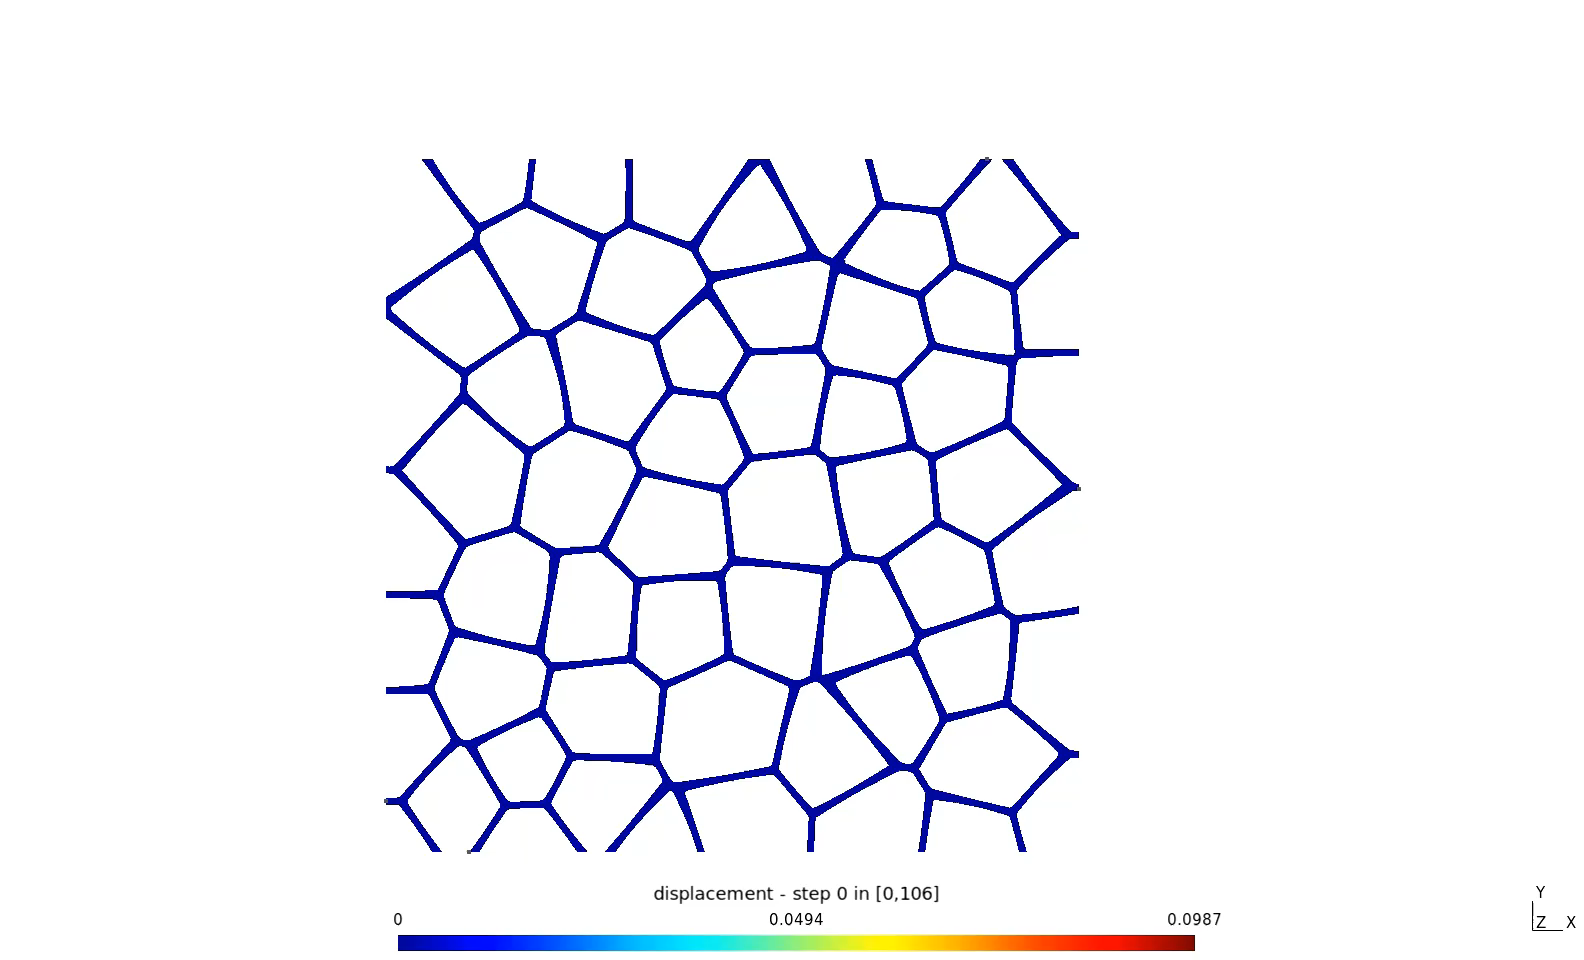 displacement - step 0 in [0,106]
0 0.0494 0.0987
Y
Z X